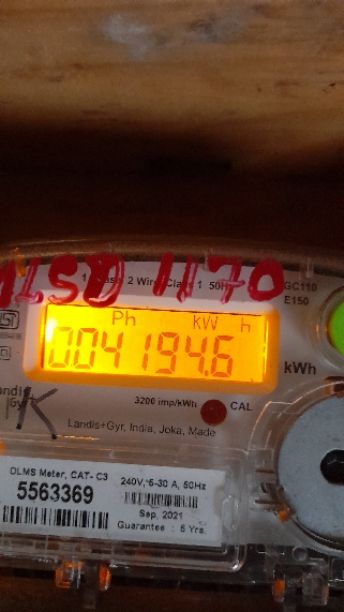 1 Phase 2 Wire Class 1 50Hz GC110
E150
1170
Ph kW h
004194.6 kWh
Landis
Gyr
K
3200 imp/kWh CAL
Landis+Gyr, India, Joka, Made
DLMS Meter, CAT- C3
5563369
240V, 5-30 A, 50Hz
Sep, 2021
Guarantee : 5 Yrs.